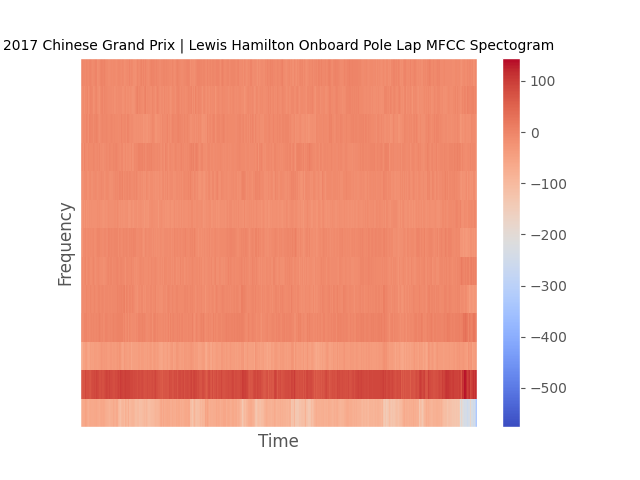 2017 Chinese Grand Prix | Lewis Hamilton Onboard Pole Lap MFCC Spectogram
Frequency
Time
100
0
−100
−200
−300
−400
−500